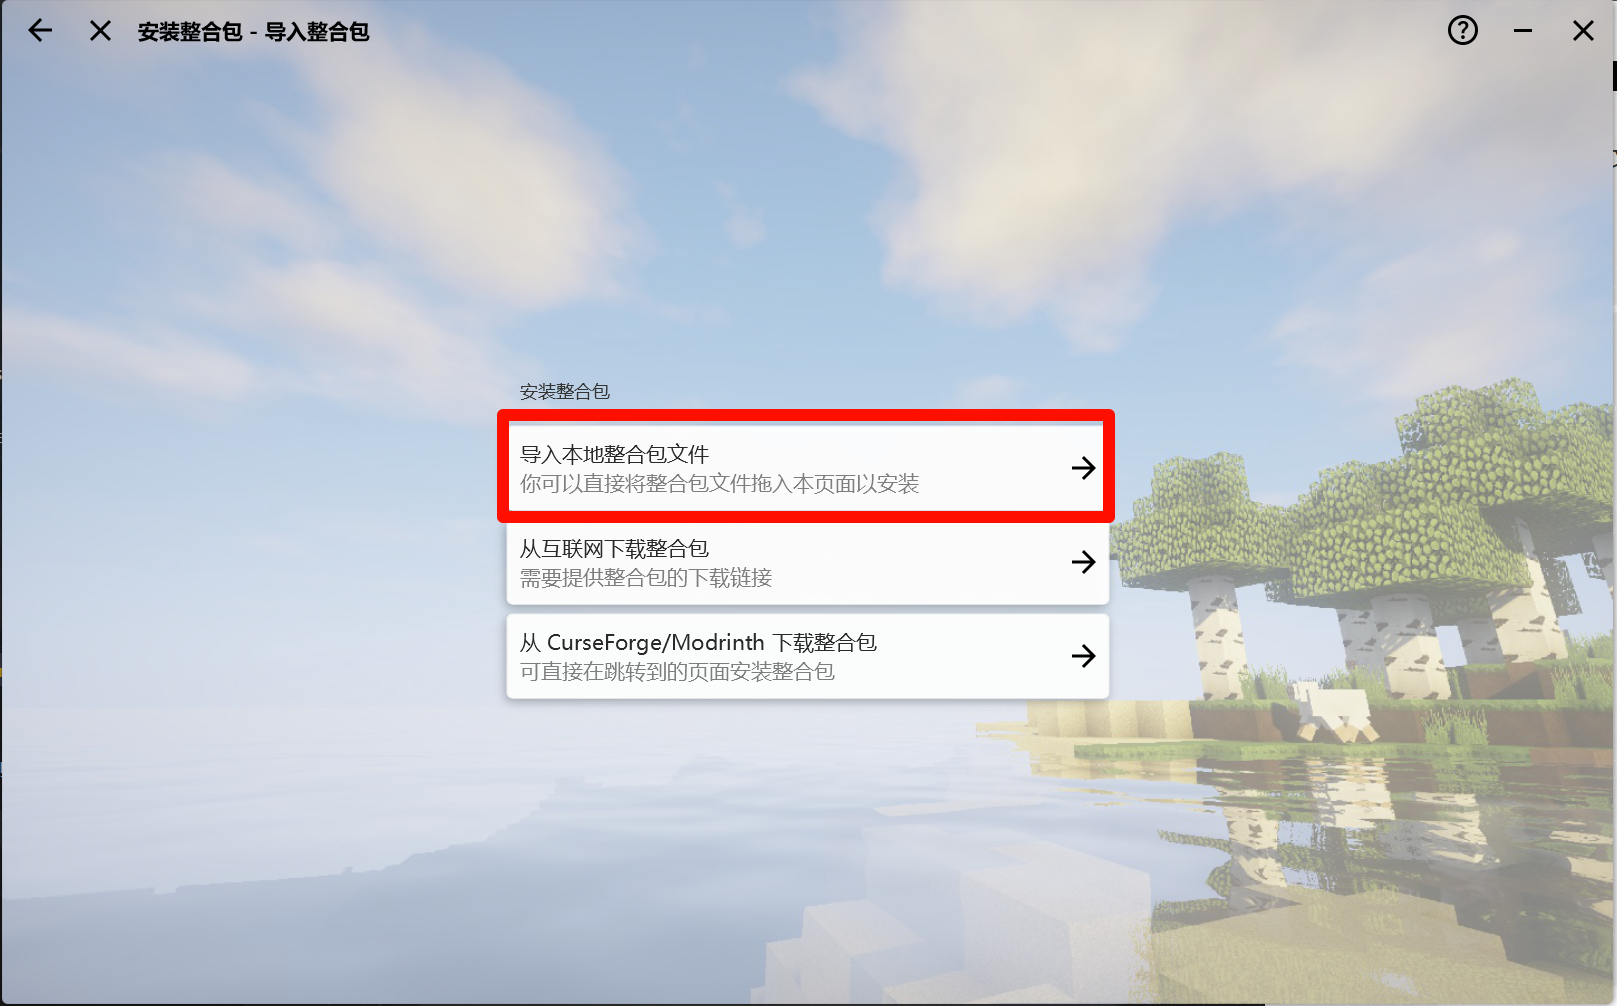 安装整合包 - 导入整合包
安装整合包
导入本地整合包文件
你可以直接将整合包文件拖入本页面以安装
从互联网下载整合包
需要提供整合包的下载链接
从 CurseForge/Modrinth 下载整合包
可直接在跳转到的页面安装整合包